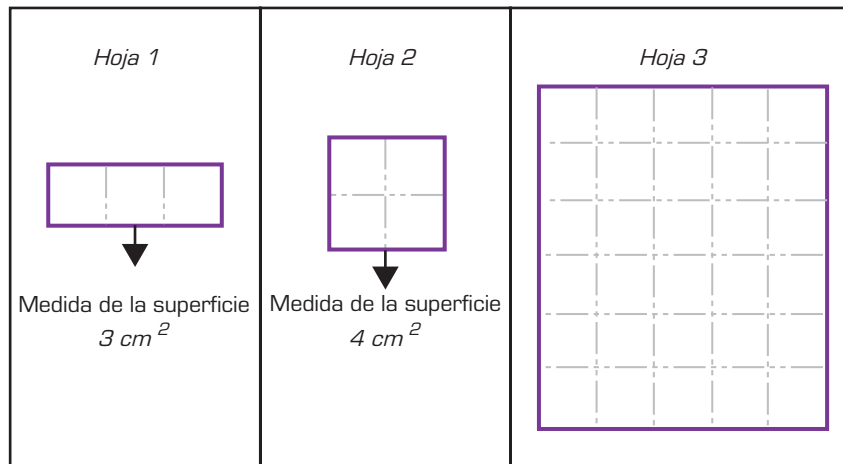 Hoja 1
Medida de la superficie
3 cm 2
Hoja 2
Medida de la superficie
4 cm 2
Hoja 3